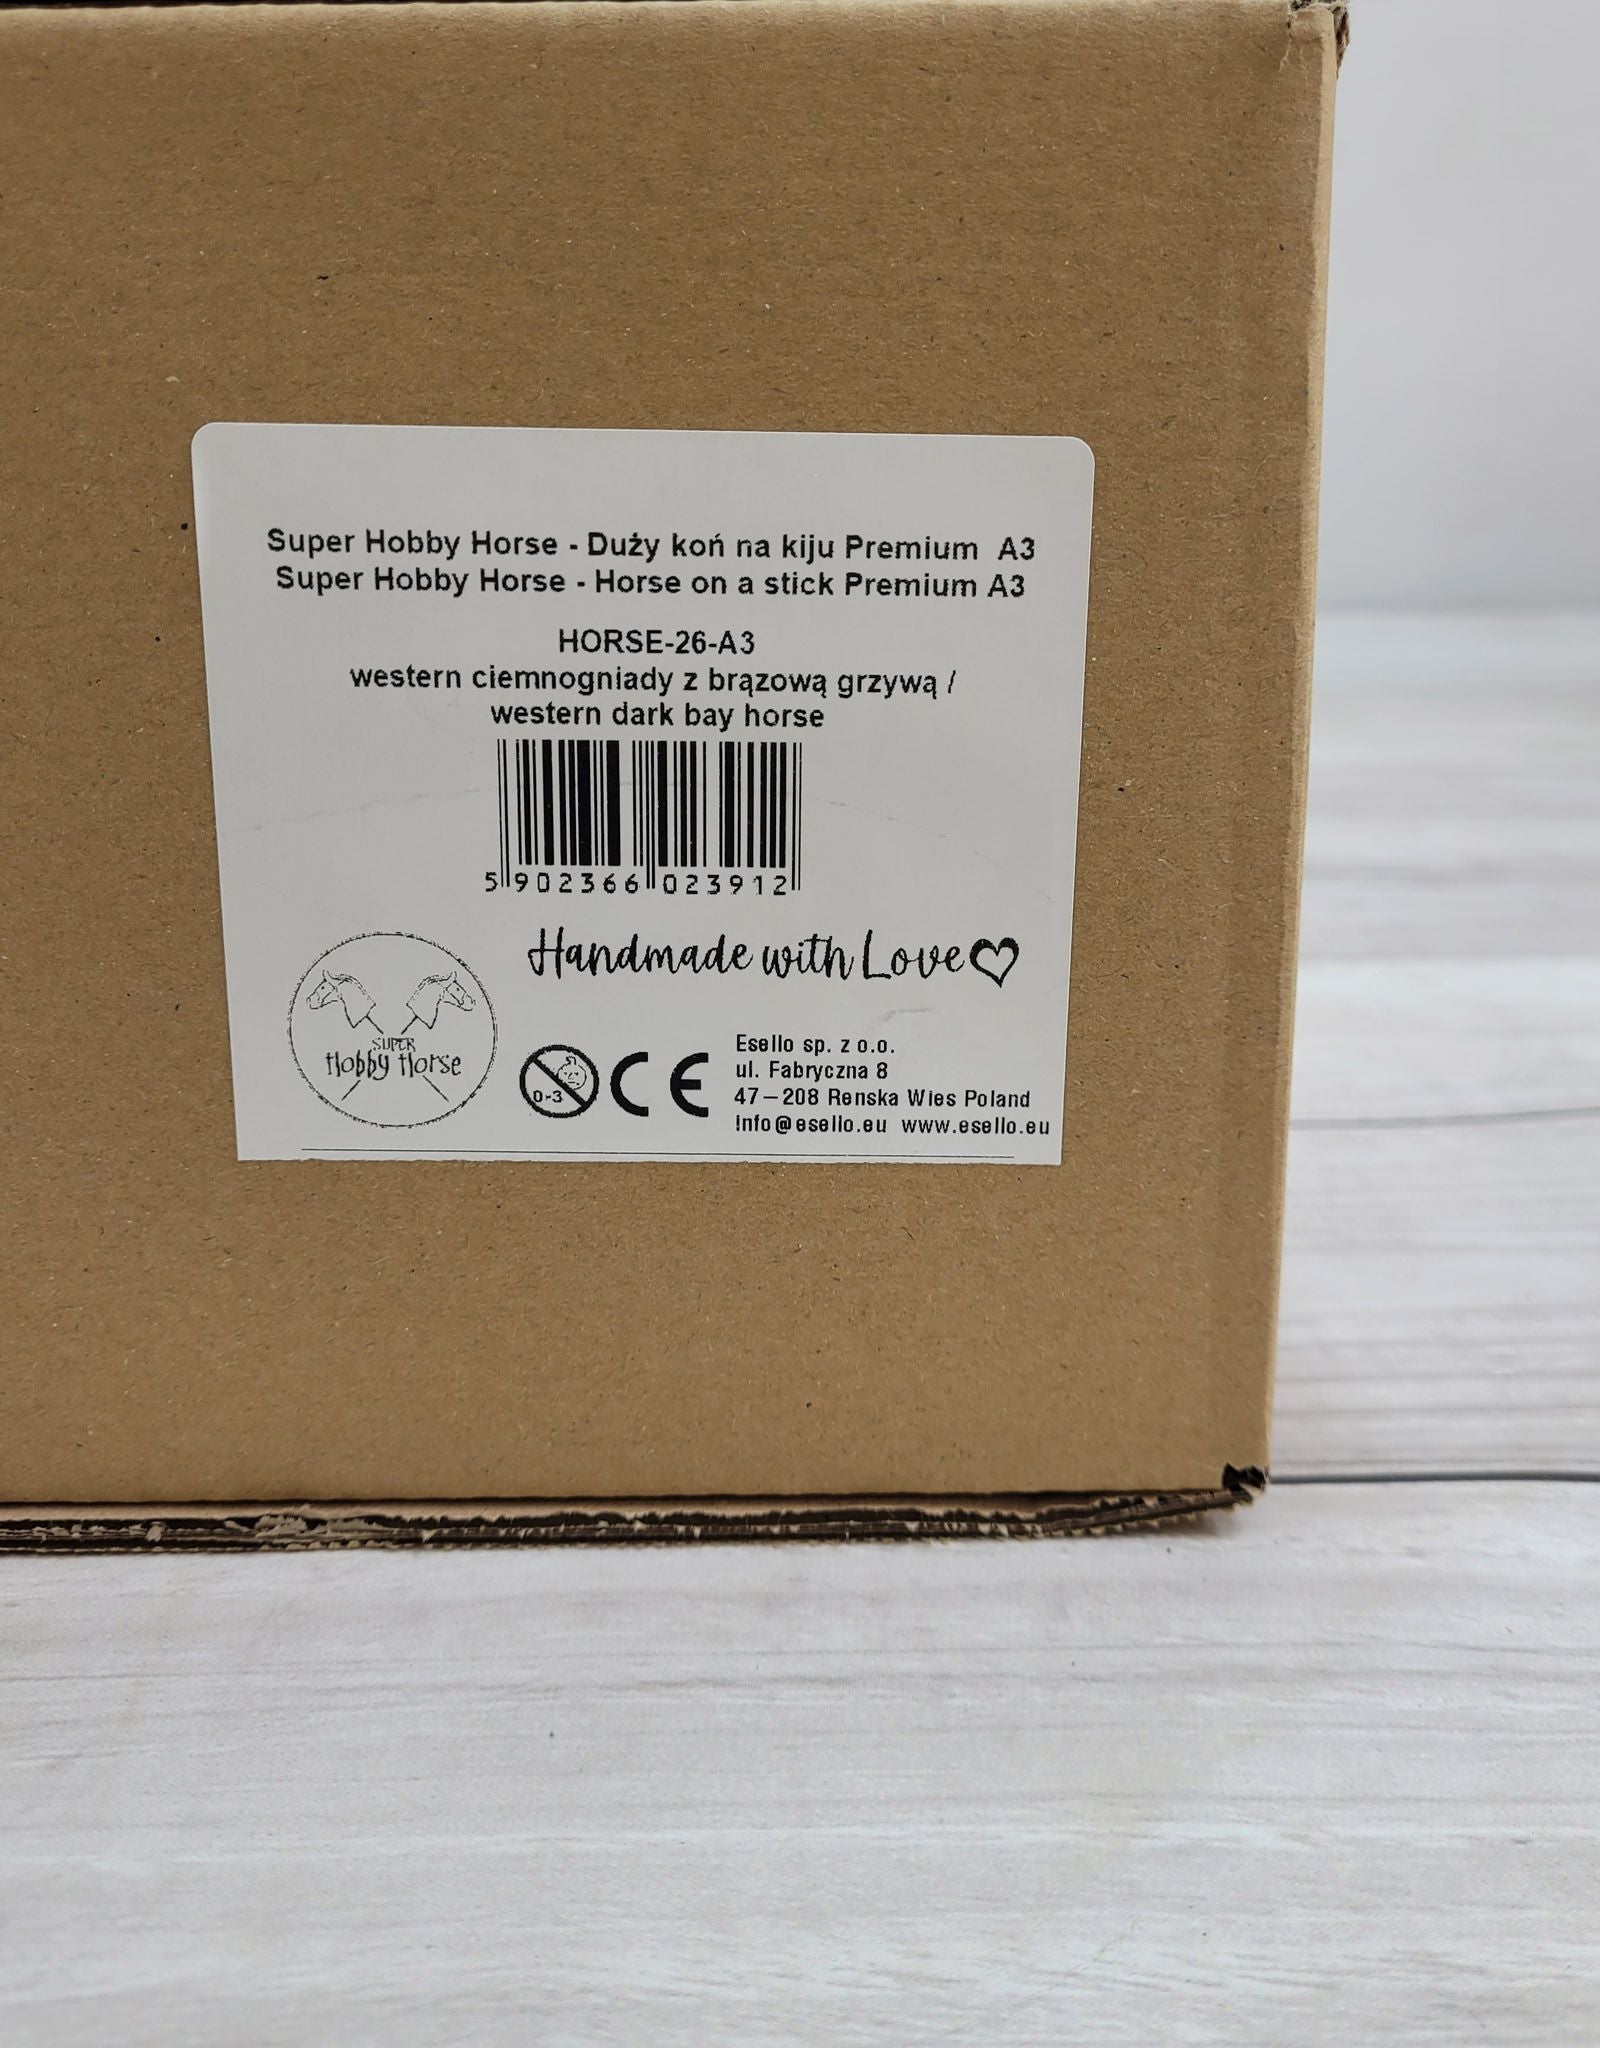 Super Hobby Horse - Duży koń na kiju Premium A3
Super Hobby Horse - Horse on a stick Premium A3
HORSE-26-A3
western ciemnogniady z brązową grzywą /
western dark bay horse
5 902366 023912
Handmade with Love
SUPER
Hobby Horse
0-3
CE
Esello sp. z o.o.
ul. Fabryczna 8
47-208 Renska Wies Poland
info@esello.eu www.esello.eu